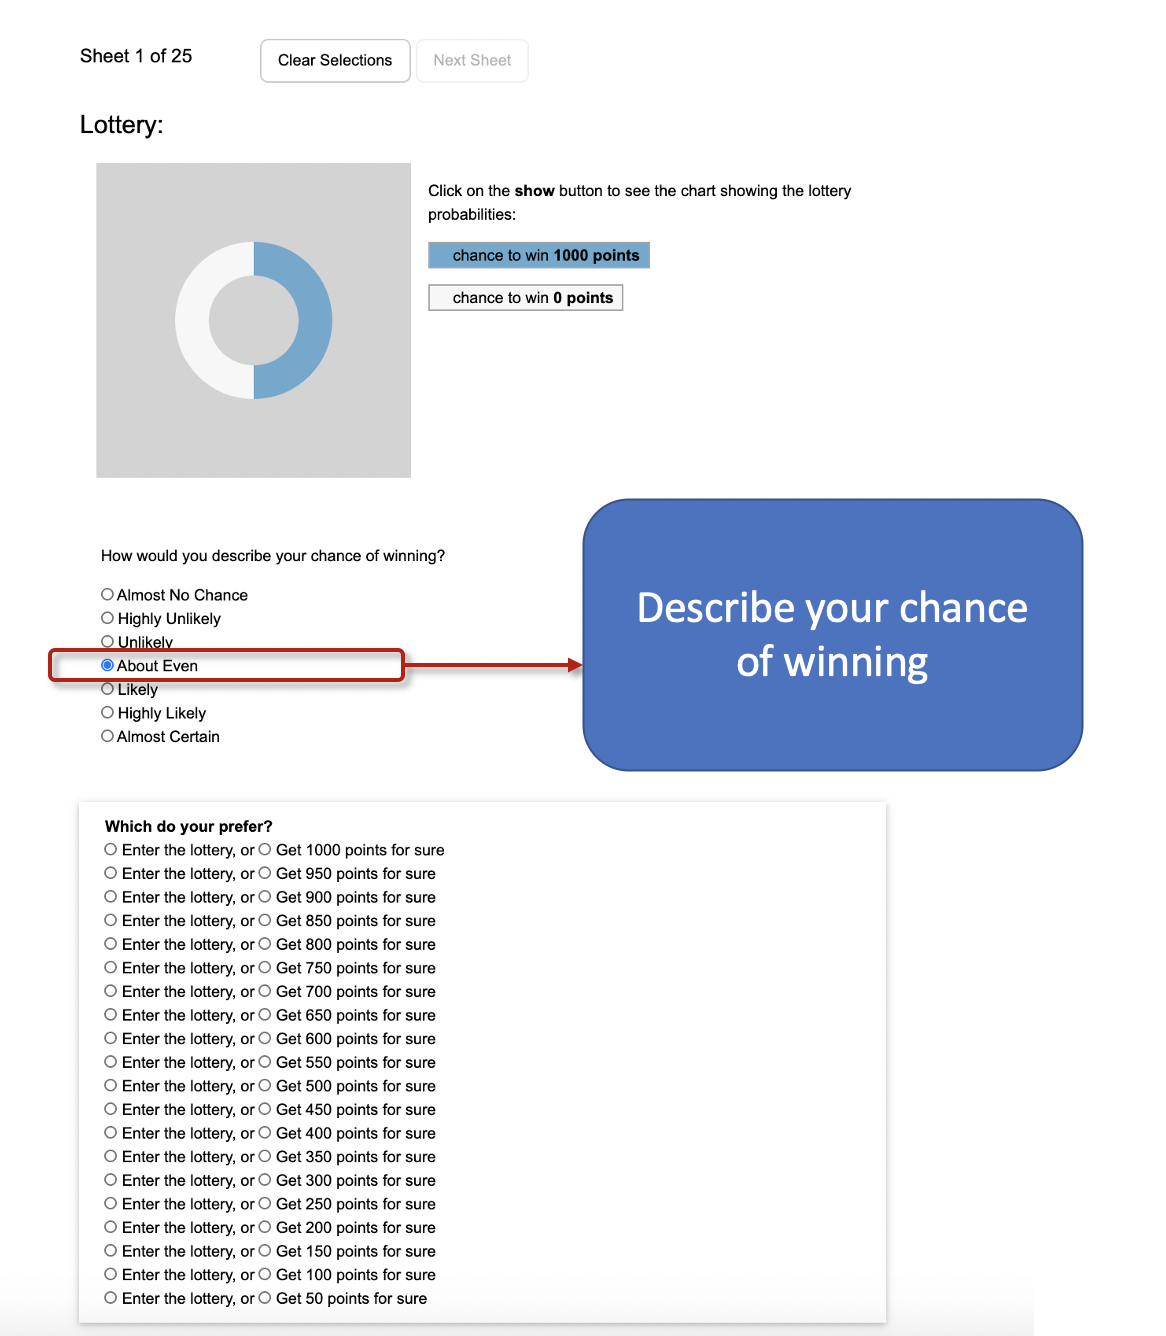 Sheet 1 of 25
Clear Selections
Next Sheet
Lottery:
Click on the show button to see the chart showing the lottery
probabilities:
chance to win 1000 points
chance to win 0 points
How would you describe your chance of winning?
Almost No Chance
Highly Unlikely
Unlikely
About Even
Likely
Highly Likely
Almost Certain
Describe your chance
of winning
Which do your prefer?
Enter the lottery, or Get 1000 points for sure
Enter the lottery, or Get 950 points for sure
Enter the lottery, or Get 900 points for sure
Enter the lottery, or Get 850 points for sure
Enter the lottery, or Get 800 points for sure
Enter the lottery, or Get 750 points for sure
Enter the lottery, or Get 700 points for sure
Enter the lottery, or Get 650 points for sure
Enter the lottery, or Get 600 points for sure
Enter the lottery, or Get 550 points for sure
Enter the lottery, or Get 500 points for sure
Enter the lottery, or Get 450 points for sure
Enter the lottery, or Get 400 points for sure
Enter the lottery, or Get 350 points for sure
Enter the lottery, or Get 300 points for sure
Enter the lottery, or Get 250 points for sure
Enter the lottery, or Get 200 points for sure
Enter the lottery, or Get 150 points for sure
Enter the lottery, or Get 100 points for sure
Enter the lottery, or Get 50 points for sure